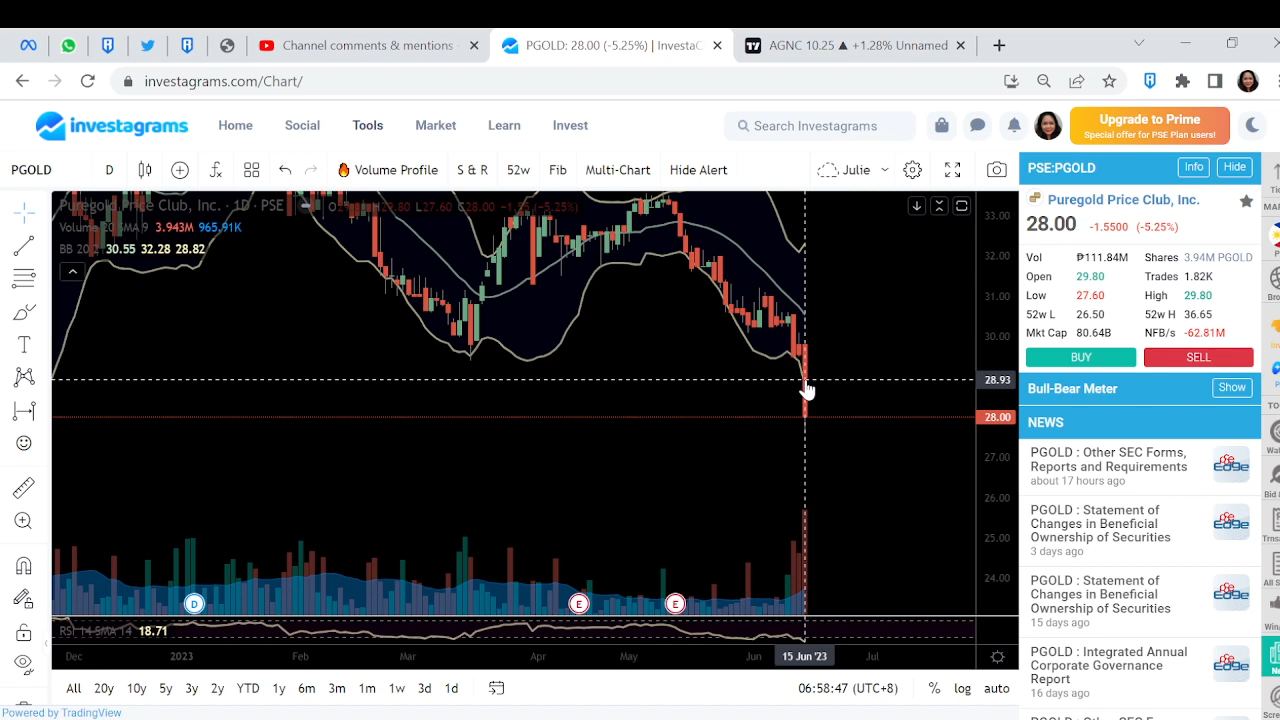 Channel comments & mentions
PGOLD: 28.00 (-5.25%) | Investa
AGNC 10.25 ▲ +1.28% Unnamed
investagrams.com/Chart/
investagrams
Home
Social
Tools
Market
Learn
Invest
Search Investagrams
Upgrade to Prime
Special offer for PSE Plan users!
PGOLD
D
Volume Profile
S & R
52W
Fib
Multi-Chart
Hide Alert
Julie
Puregold Price Club, Inc. · 1D · PSE
L27.60 C28.00
Volume 20 SMA 9 3.943M 965.91K
BB 20 2 30.55 32.28 28.82
33.00
32.00
31.00
30.00
28.93
28.00
27.00
26.00
25.00
24.00
D
E
E
RSI 14 SMA 14 18.71
Dec
2023
Feb
Mar
Apr
May
Jun
15 Jun '23
Jul
All
20y
10y
5y
3y
2y
YTD
1y
6m
3m
1m
1w
3d
1d
06:58:47 (UTC+8)
%
log
auto
Powered by TradingView
PSE:PGOLD
Info
Hide
Puregold Price Club, Inc.
28.00 -1.5500 (-5.25%)
Vol ₱111.84M Shares 3.94M PGOLD
Open 29.80 Trades 1.82K
Low 27.60 High 29.80
52w L 26.50 52w H 36.65
Mkt Cap 80.64B NFB/s -62.81M
BUY
SELL
Bul-Bear Meter
Show
NEWS
PGOLD : Other SEC Forms,
Reports and Requirements
about 17 hours ago
PGOLD : Statement of
Changes in Beneficial
Ownership of Securities
3 days ago
PGOLD : Statement of
Changes in Beneficial
Ownership of Securities
15 days ago
PGOLD : Integrated Annual
Corporate Governance
Report
16 days ago